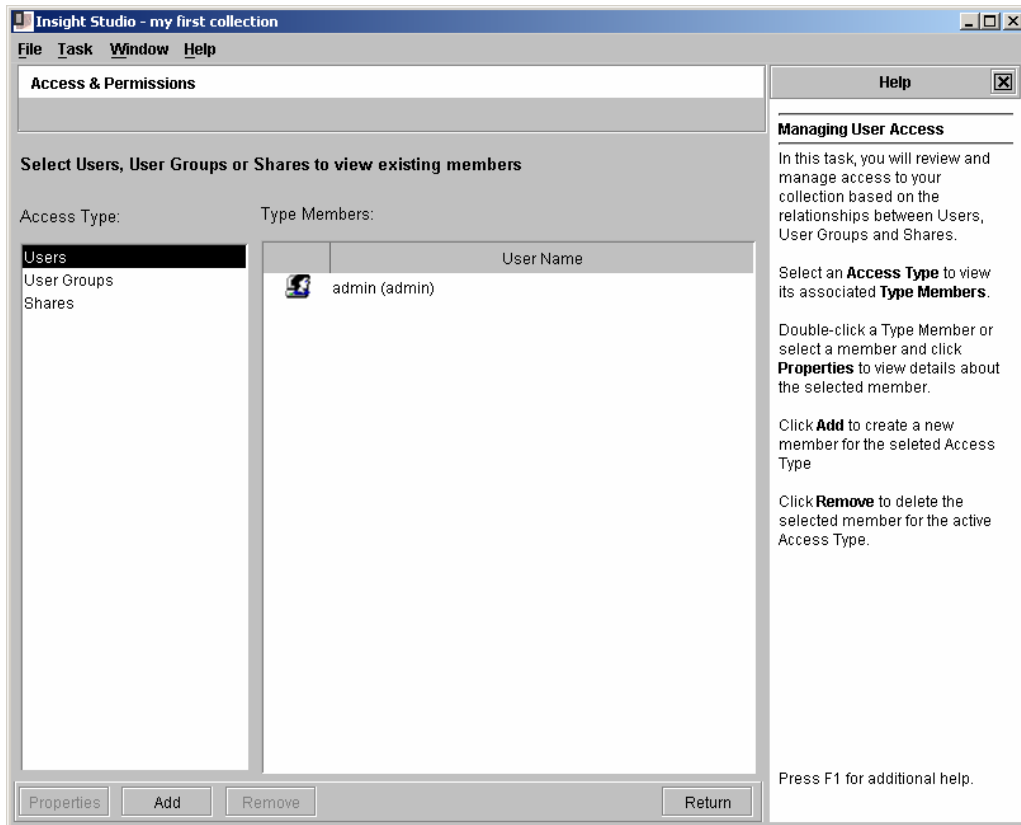 Insight Studio - my first collection
File Task Window Help
Access & Permissions
Select Users, User Groups or Shares to view existing members
Access Type:
Users
User Groups
Shares
Type Members:
User Name
admin (admin)
Properties
Add
Remove
Return
Help
Managing User Access
In this task, you will review and
manage access to your
collection based on the
relationships between Users,
User Groups and Shares.
Select an Access Type to view
its associated Type Members.
Double-click a Type Member or
select a member and click
Properties to view details about
the selected member.
Click Add to create a new
member for the seleted Access
Type
Click Remove to delete the
selected member for the active
Access Type.
Press F1 for additional help.